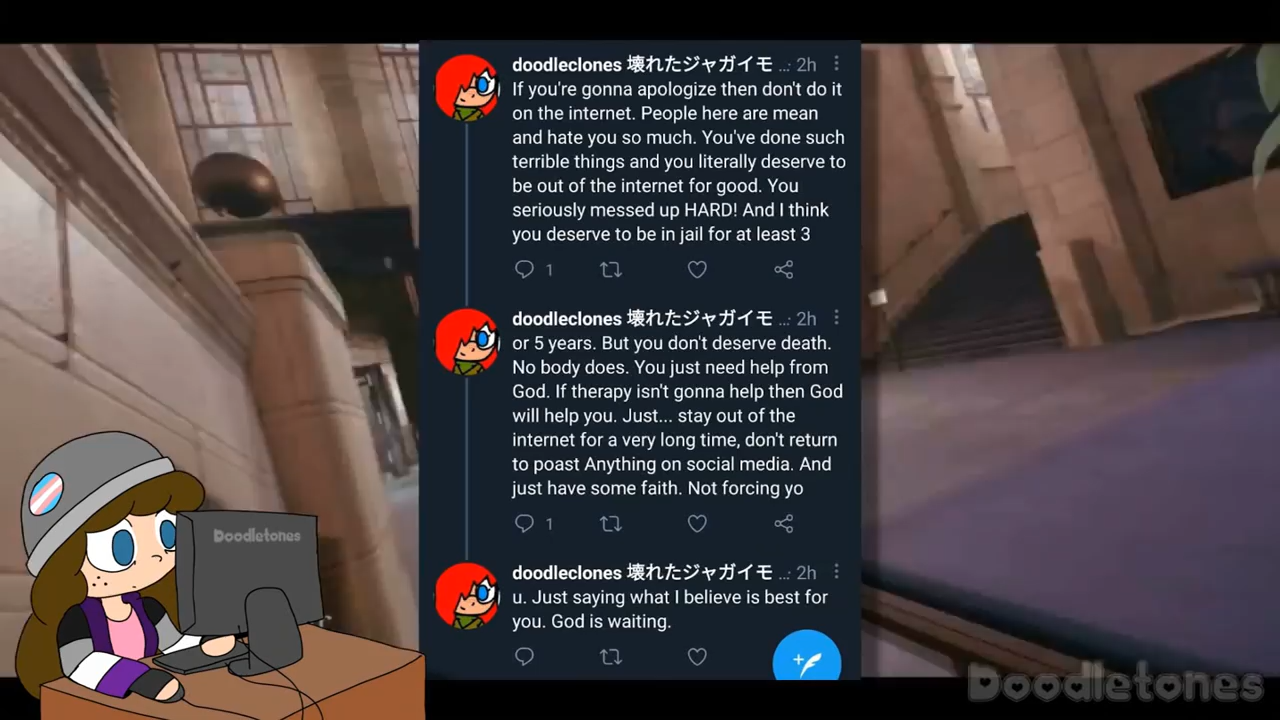 doodleclones 壊れたジャガイモ ..: 2h
If you're gonna apologize then don't do it
on the internet. People here are mean
and hate you so much. You've done such
terrible things and you literally deserve to
be out of the internet for good. You
seriously messed up HARD! And I think
you deserve to be in jail for at least 3
1
doodleclones 壊れたジャガイモ ..: 2h
or 5 years. But you don't deserve death.
No body does. You just need help from
God. If therapy isn't gonna help then God
will help you. Just... stay out of the
internet for a very long time, don't return
to poast Anything on social media. And
just have some faith. Not forcing yo
1
doodleclones 壊れたジャガイモ ..: 2h
u. Just saying what I believe is best for
you. God is waiting.
Doodletones
Doodletones